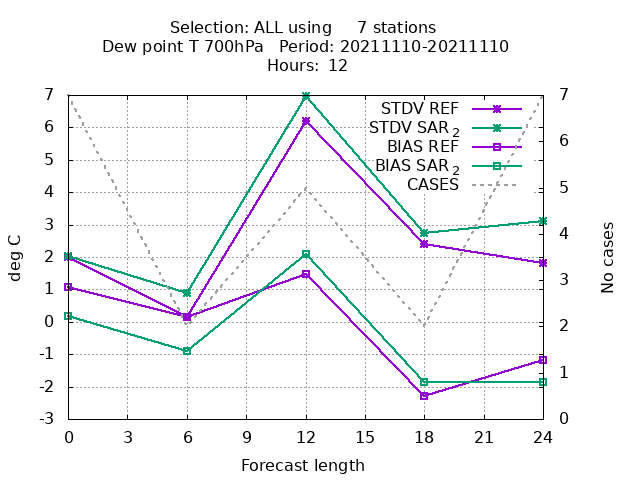 Selection: ALL using     7 stations
Dew point T 700hPa   Period: 20211110-20211110
Hours: 12
STDV REF
STDV SAR2
BIAS REF
BIAS SAR2
CASES
deg C
No cases
7
6
5
4
3
2
1
0
-1
-2
-3
7
6
5
4
3
2
1
0
0 3 6 9 12 15 18 21 24
Forecast length